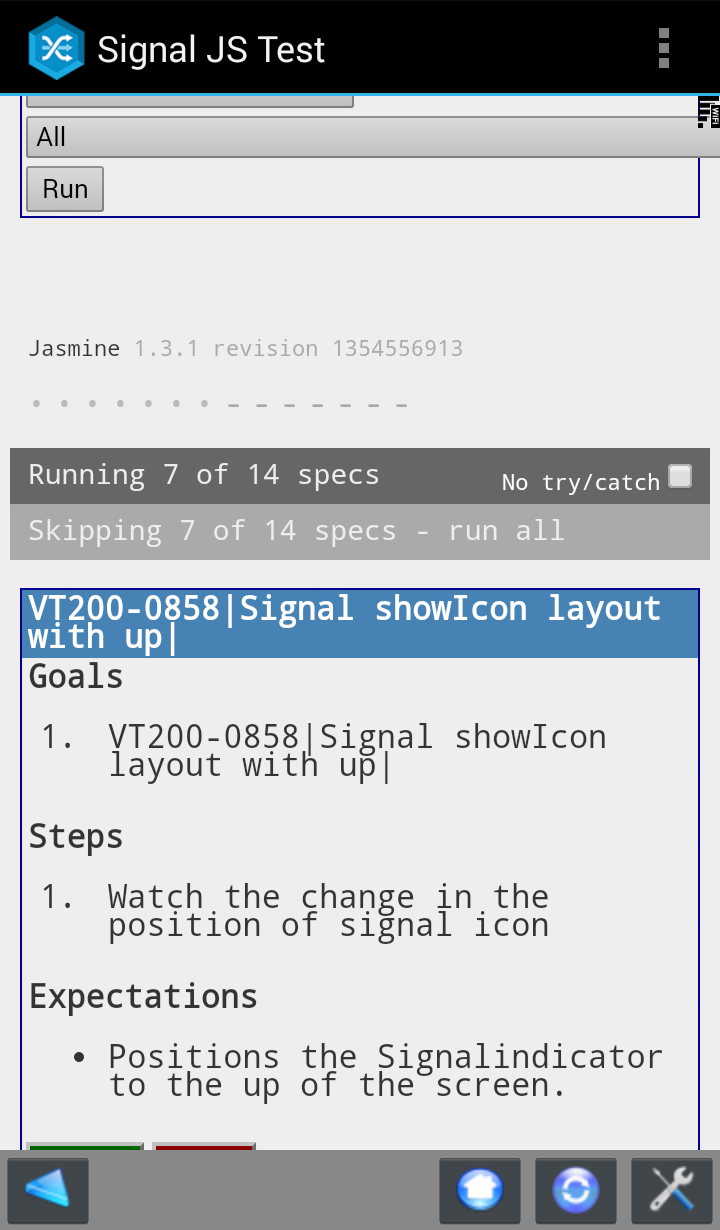 Signal JS Test
WiFi
All
Run
Jasmine 1.3.1 revision 1354556913
• • • • • • • - - - - - - -
Running 7 of 14 specs
No try/catch
Skipping 7 of 14 specs - run all
VT200-0858|Signal showIcon layout
with up|
Goals
1. VT200-0858|Signal showIcon
layout with up|
Steps
1. Watch the change in the
position of signal icon
Expectations
• Positions the Signalindicator
to the up of the screen.